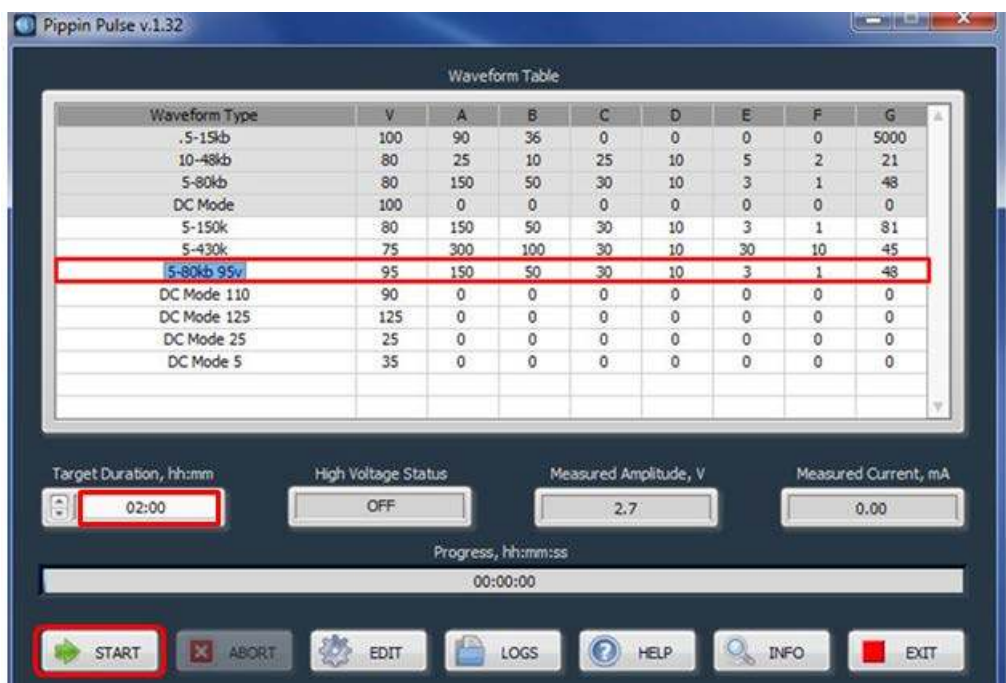 Pippin Pulse v.1.32
Waveform Table
Waveform Type V A B C D E F G
.5-15kb 100 90 36 0 0 0 0 5000
10-48kb 80 25 10 25 10 5 2 21
5-80kb 80 150 50 30 10 3 1 48
DC Mode 100 0 0 0 0 0 0 0
5-150k 80 150 50 30 10 3 1 81
5-430k 75 300 100 30 10 30 10 45
5-80kb 95v 95 150 50 30 10 3 1 48
DC Mode 110 90 0 0 0 0 0 0 0
DC Mode 125 125 0 0 0 0 0 0 0
DC Mode 25 25 0 0 0 0 0 0 0
DC Mode 5 35 0 0 0 0 0 0 0
Target Duration, hh:mm High Voltage Status Measured Amplitude, V Measured Current, mA
02:00 OFF 2.7 0.00
Progress, hh:mm:ss
00:00:00
START ABORT EDIT LOGS HELP INFO EXIT